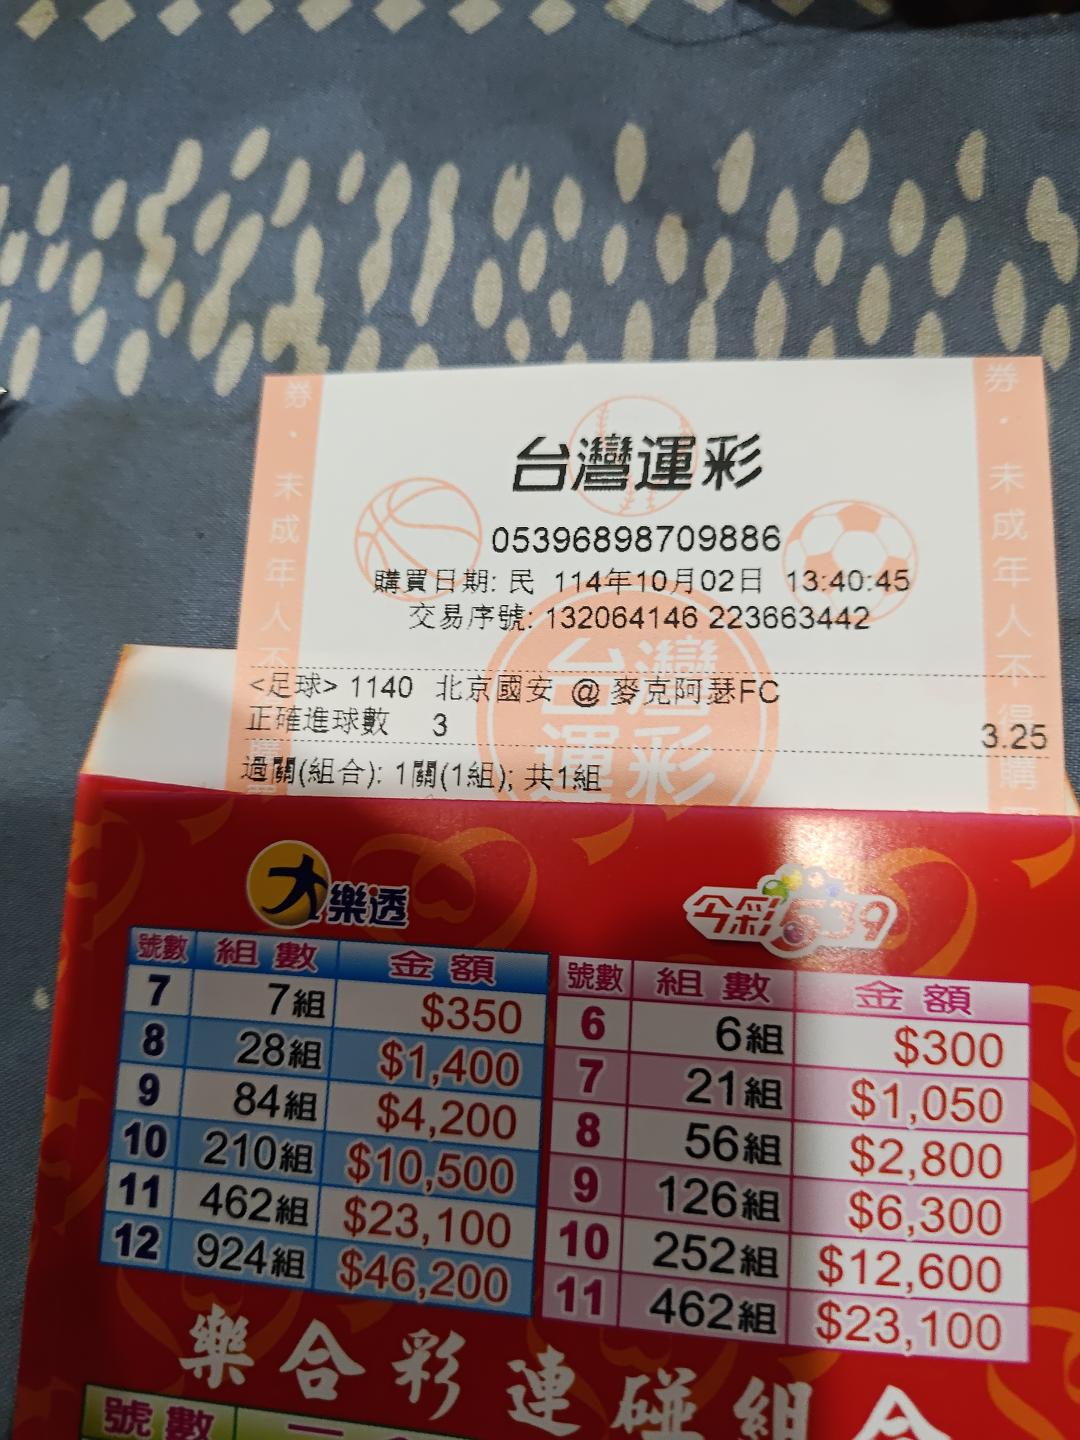 台灣運彩
05396898709886
購買日期: 民 114年10月02日 13:40:45
交易序號: 132064146 223663442
<足球> 1140 北京國安 @ 麥克阿瑟FC
正確進球數 3 3.25
過關(組合): 1關(1組); 共1組
券·未成年人不
購
券·未成年人不得購
台灣
運彩
大樂透
號數 組數 金額
7 7組 $350
8 28組 $1,400
9 84組 $4,200
10 210組 $10,500
11 462組 $23,100
12 924組 $46,200
今彩539
號數 組數 金額
6 6組 $300
7 21組 $1,050
8 56組 $2,800
9 126組 $6,300
10 252組 $12,600
11 462組 $23,100
樂合彩連碰組合
號數